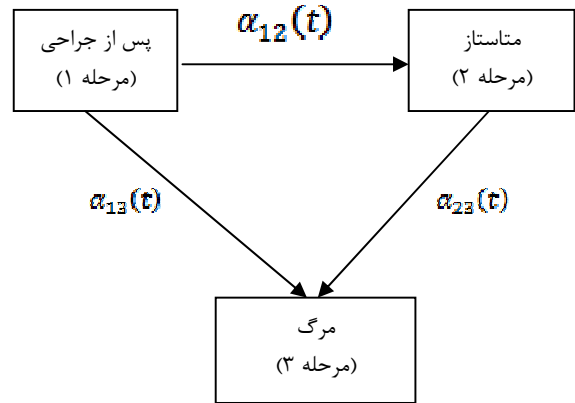 پس از جراحی
(مرحله ۱)
α₁₂(t)
متاستاز
(مرحله ۲)
α₁₃(t)
α₂₃(t)
مرگ
(مرحله ۳)